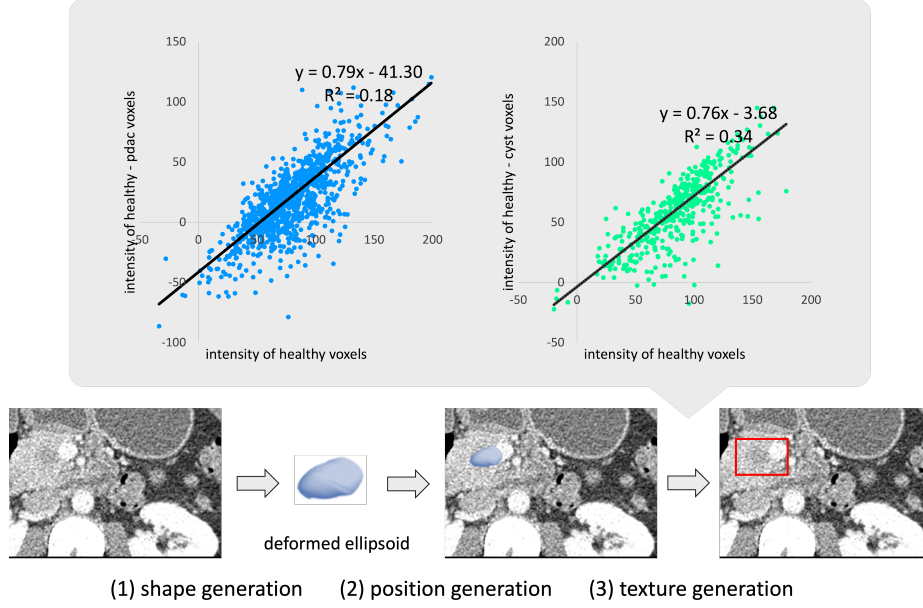 150
100
50
0
-50
-100
50
0
50
100
150
200
y = 0.79x - 41.30
R² = 0.18
intensity of healthy - pdac voxels
intensity of healthy voxels
200
150
100
50
0
-50
-50
0
50
100
150
200
y = 0.76x - 3.68
R² = 0.34
intensity of healthy - cyst voxels
intensity of healthy voxels
deformed ellipsoid
(1) shape generation
(2) position generation
(3) texture generation